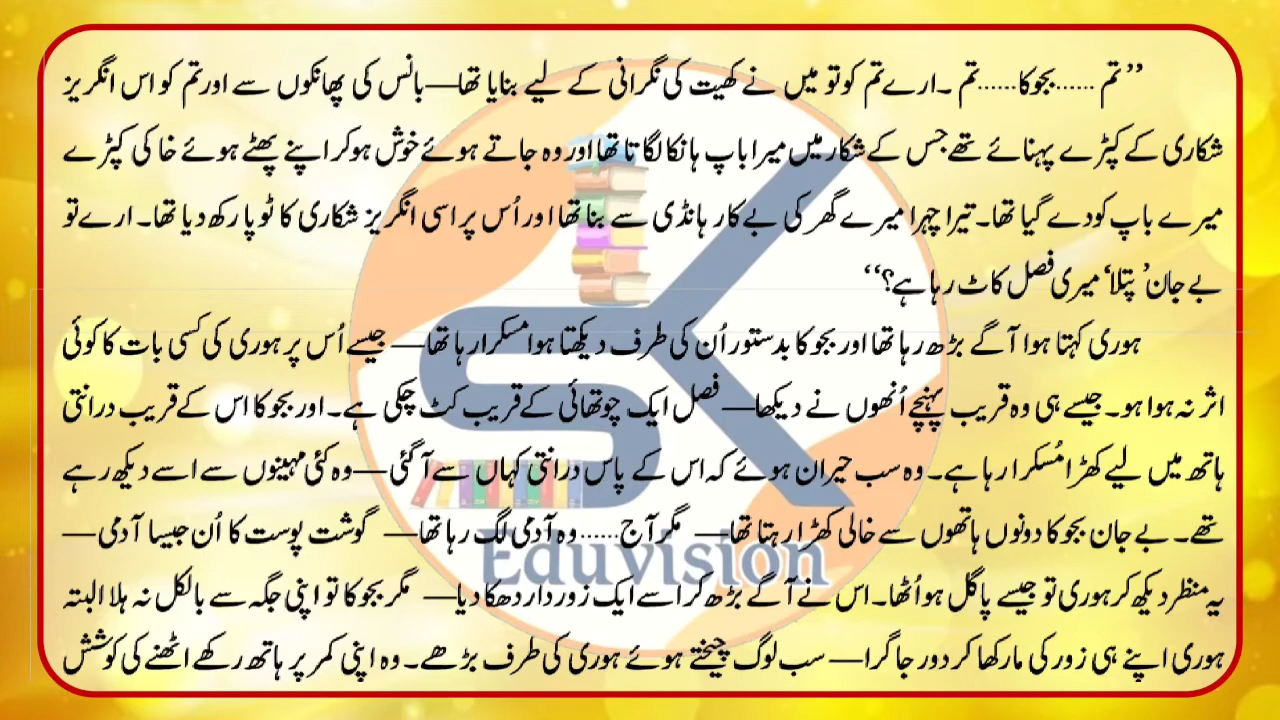 ’’تم ......بجوکا......تم ۔ارے تم کو تو میں نے کھیت کی نگرانی کے لیے بنایا تھا—بانس کی پھانکوں سے اور تم کو اس انگریز
شکاری کے کپڑے پہنائے تھے جس کے شکار میں میرا باپ ہانکا لگاتا تھا اور وہ جاتے ہوئے خوش ہوکر اپنے پھٹے ہوئے خاکی کپڑے
میرے باپ کو دے گیا تھا۔ تیرا چہرا میرے گھر کی بے کار ہانڈی سے بنا تھا اور اُس پر اسی انگریز شکاری کا ٹوپا رکھ دیا تھا۔ ارے تو
بے جان ’پتلا‘ میری فصل کاٹ رہا ہے؟‘‘
ہوری کہتا ہوا آگے بڑھ رہا تھا اور بجوکا بدستور اُن کی طرف دیکھتا ہوا مسکرا رہا تھا— جیسے اُس پر ہوری کی کسی بات کا کوئی
اثر نہ ہوا ہو۔ جیسے ہی وہ قریب پہنچے اُنھوں نے دیکھا—فصل ایک چوتھائی کے قریب کٹ چکی ہے۔ اور بجوکا اس کے قریب درانتی
ہاتھ میں لیے کھڑا مُسکرا رہا ہے۔ وہ سب حیران ہوئے کہ اس کے پاس درانتی کہاں سے آگئی—وہ کئی مہینوں سے اسے دیکھ رہے
تھے۔ بے جان بجوکا دونوں ہاتھوں سے خالی کھڑا رہتا تھا— مگر آج......وہ آدمی لگ رہا تھا— گوشت پوست کا اُن جیسا آدمی—
یہ منظر دیکھ کر ہوری تو جیسے پاگل ہو اُٹھا۔ اس نے آگے بڑھ کر اسے ایک زوردار دھکا دیا— مگر بجوکا تو اپنی جگہ سے بالکل نہ ہلا البتہ
ہوری اپنے ہی زور کی مار کھا کر دور جاگرا— سب لوگ چیختے ہوئے ہوری کی طرف بڑھے۔ وہ اپنی کمر پر ہاتھ رکھے اٹھنے کی کوشش
SK
Eduvision